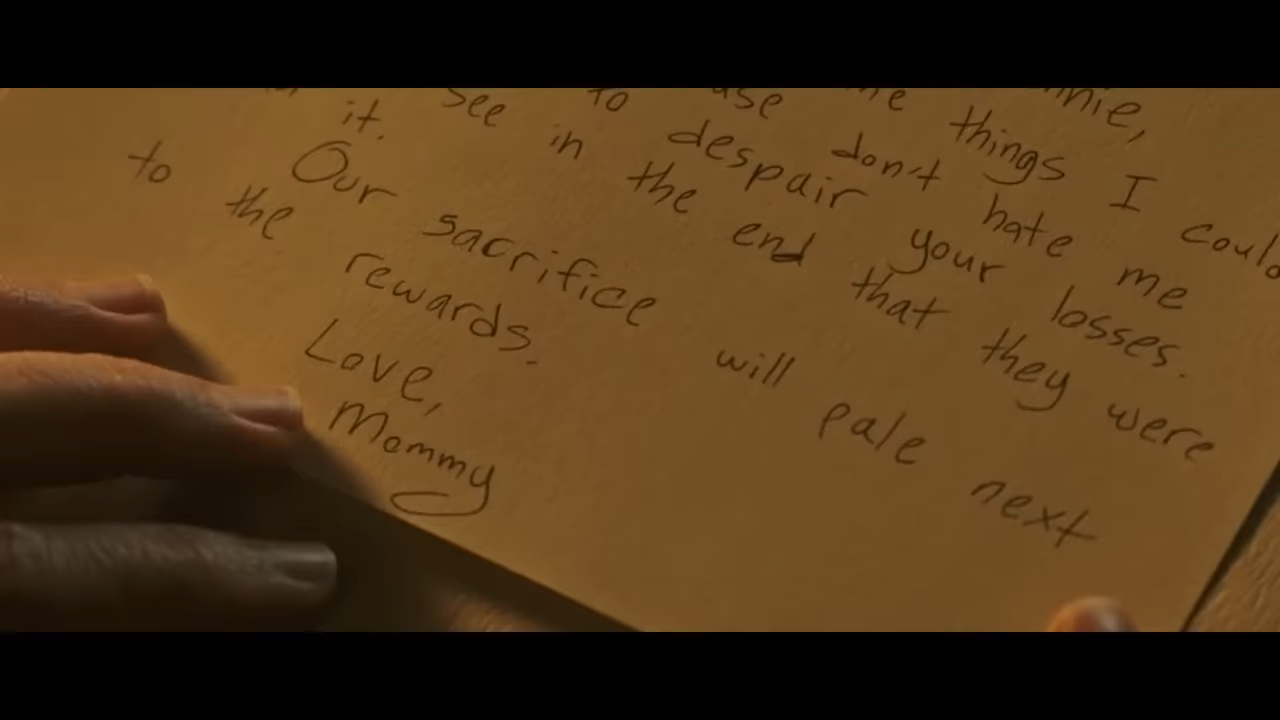 things I could
don't hate me
to despair your losses.
see in the end that they were
it.
Our sacrifice will pale next
to the rewards.
Love,
Mommy